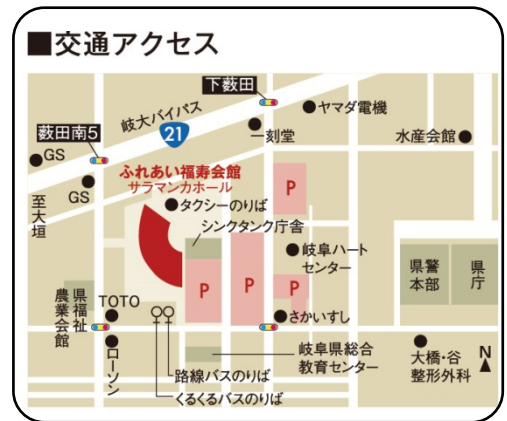 ■交通アクセス
下薮田
ヤマダ電機
岐大バイパス
21
一刻堂
水産会館
薮田南5
GS
GS
至大垣
ふれあい福寿会館
サラマンカホール
タクシーのりば
シンクタンク庁舎
P
岐阜ハート
センター
県警
本部
県庁
P
P
P
県福祉
農業会館
TOTO
さかいすし
ローソン
岐阜県総合
教育センター
大橋・谷
整形外科
N
路線バスのりば
くるくるバスのりば